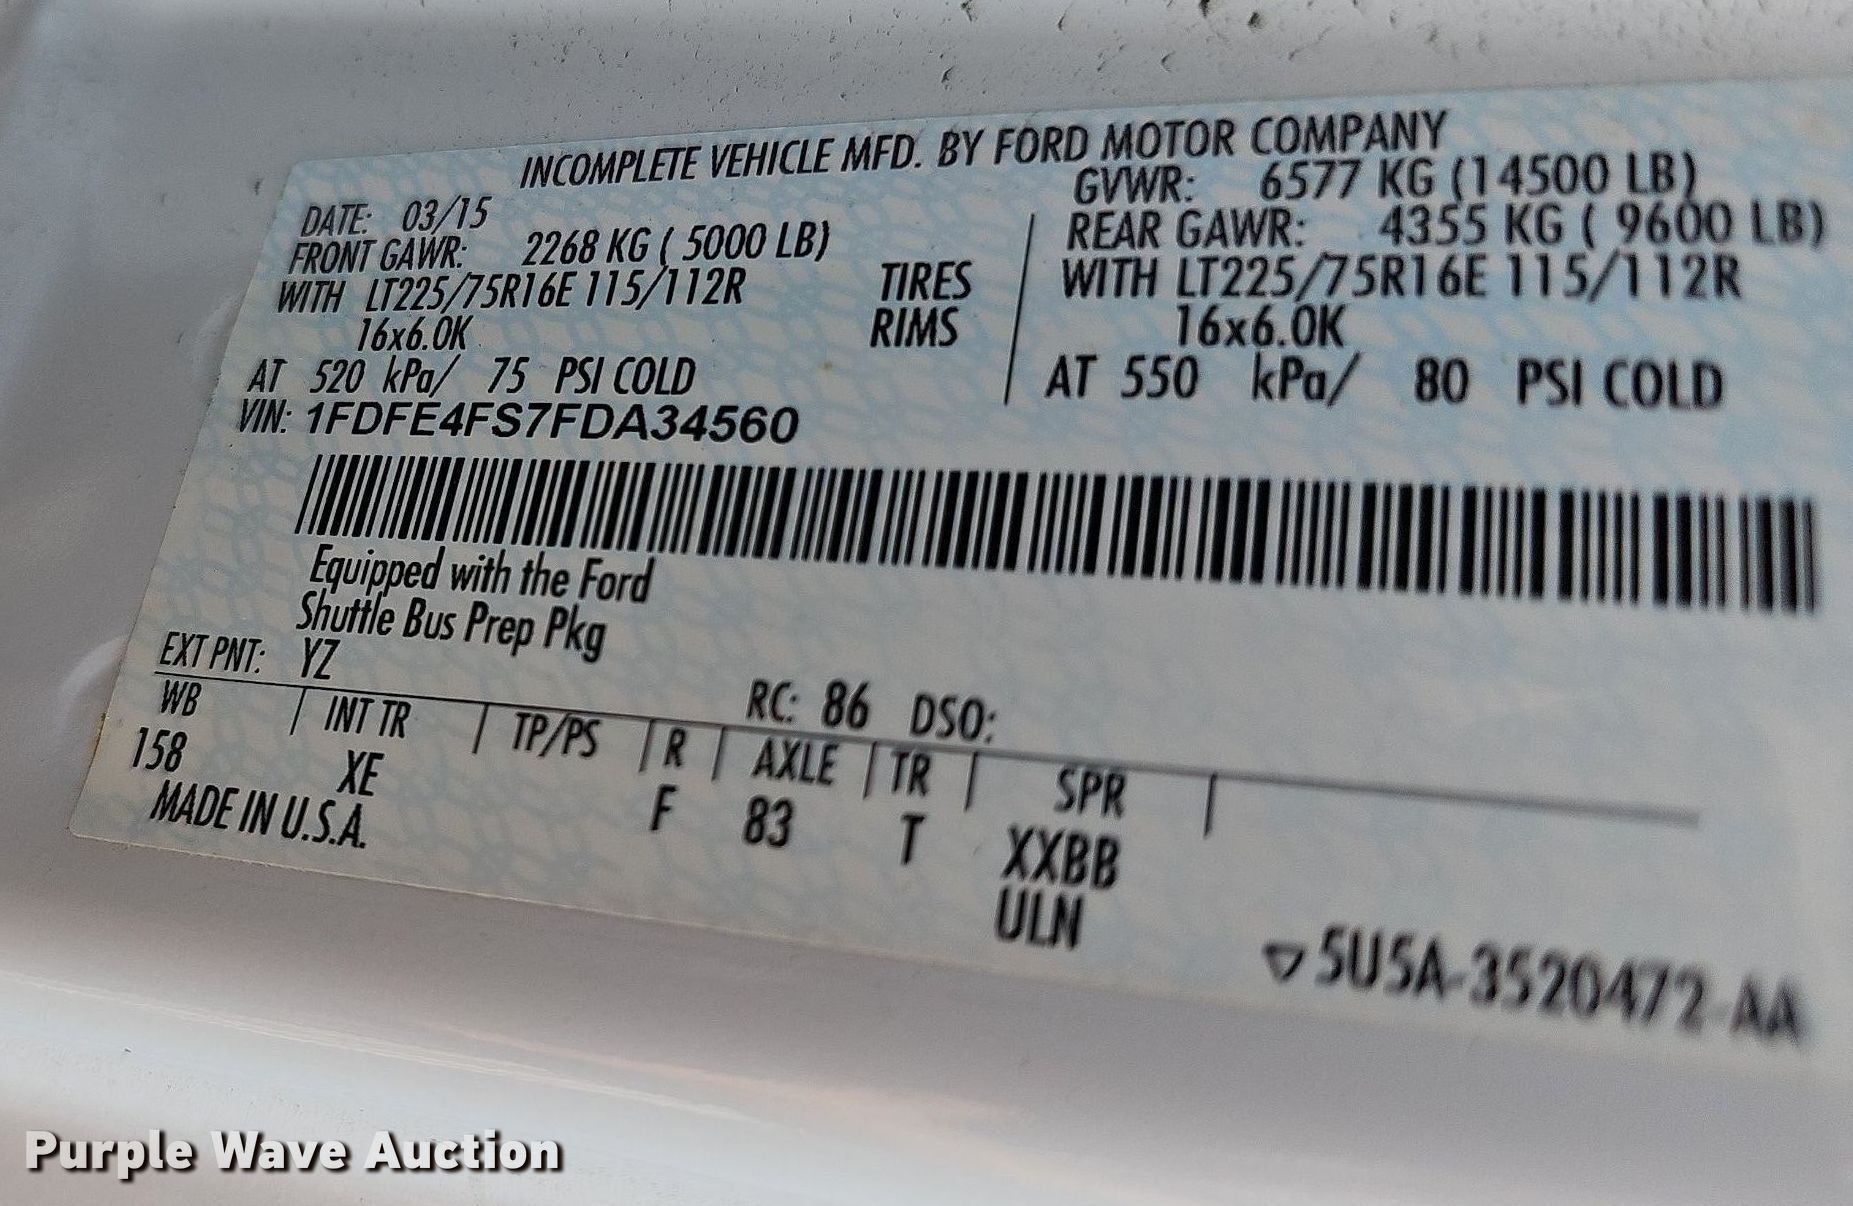 INCOMPLETE VEHICLE MFD. BY FORD MOTOR COMPANY
DATE: 03/15
GVWR: 6577 KG (14500 LB)
FRONT GAWR: 2268 KG ( 5000 LB)
REAR GAWR: 4355 KG ( 9600 LB)
WITH LT225/75R16E 115/112R TIRES WITH LT225/75R16E 115/112R
16x6.0K RIMS 16x6.0K
AT 520 kPa/ 75 PSI COLD AT 550 kPa/ 80 PSI COLD
VIN: 1FDFE4FS7FDA34560
Equipped with the Ford
Shuttle Bus Prep Pkg
EXT PNT: YZ RC: 86 DSO:
WB INT TR TP/PS R AXLE TR SPR
158 XE F 83 T XXBB
MADE IN U.S.A. ULN
5U5A-3520472-AA
Purple Wave Auction